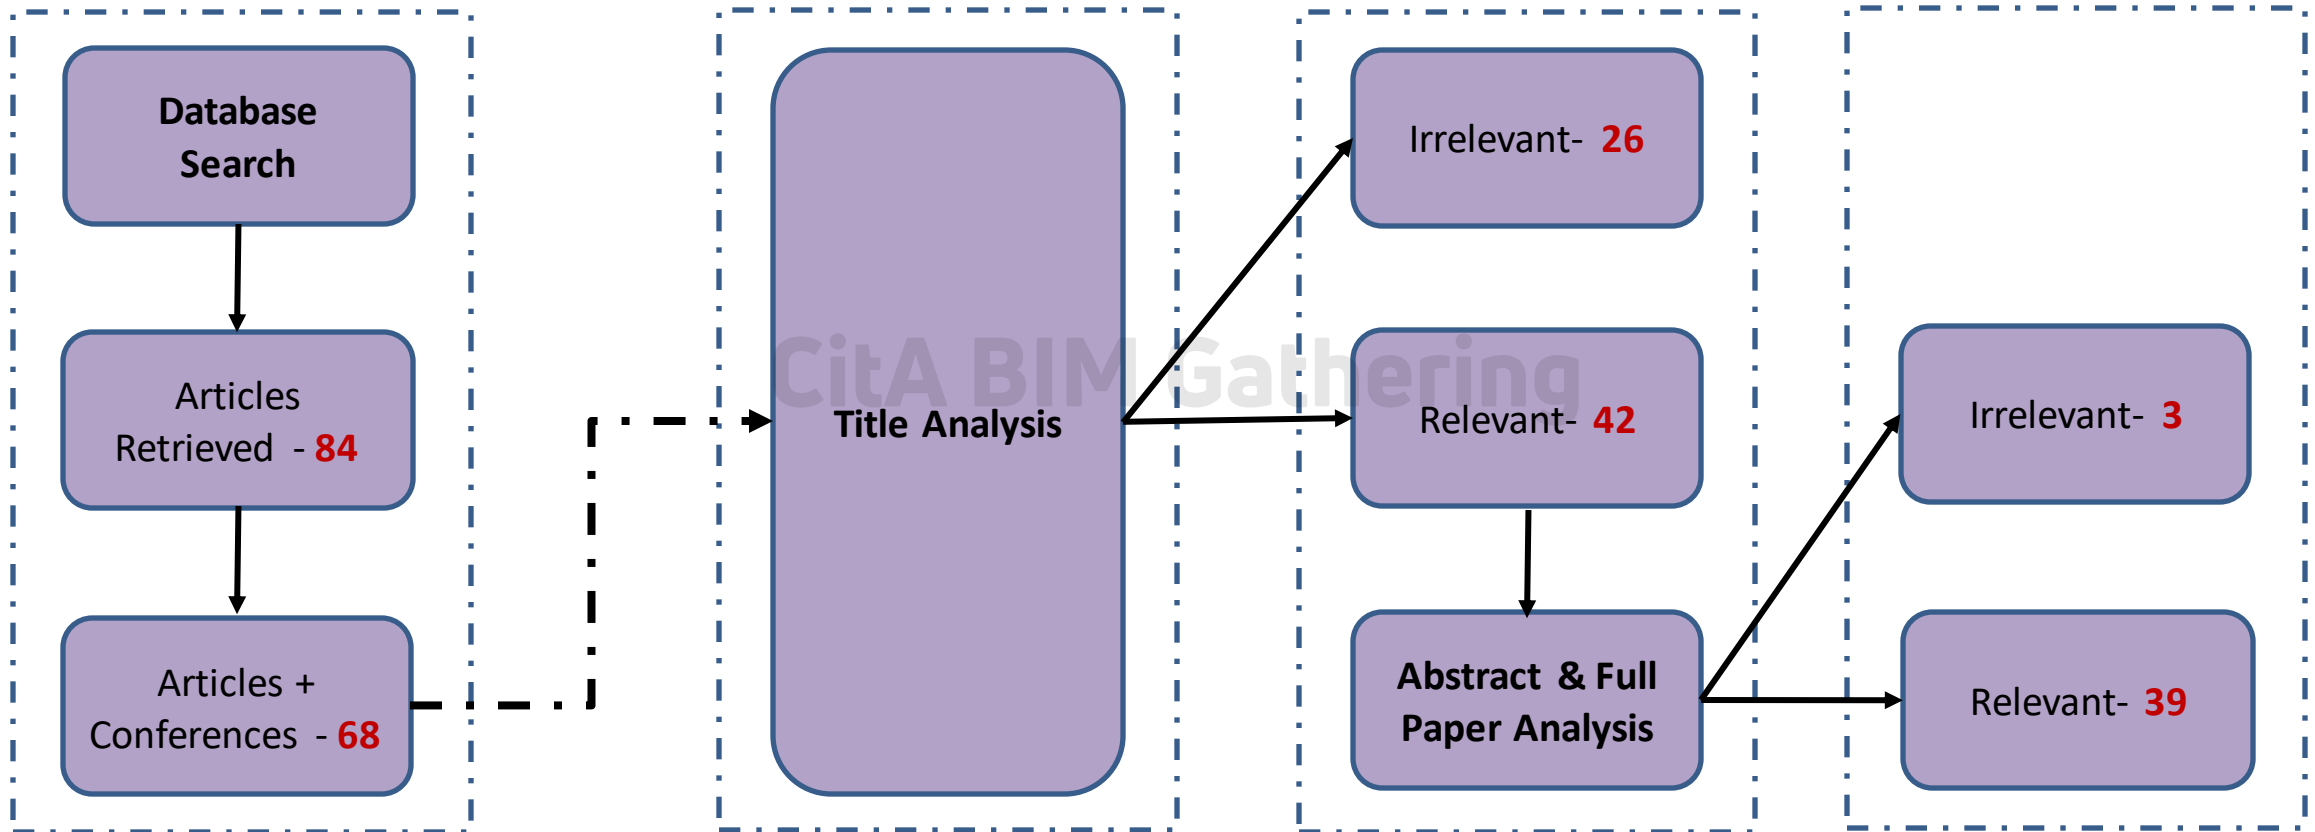 Database
Search
Articles
Retrieved - 84
Articles +
Conferences - 68
CitA BIM Gathering
Title Analysis
Irrelevant- 26
Relevant- 42
Abstract & Full
Paper Analysis
Irrelevant- 3
Relevant- 39